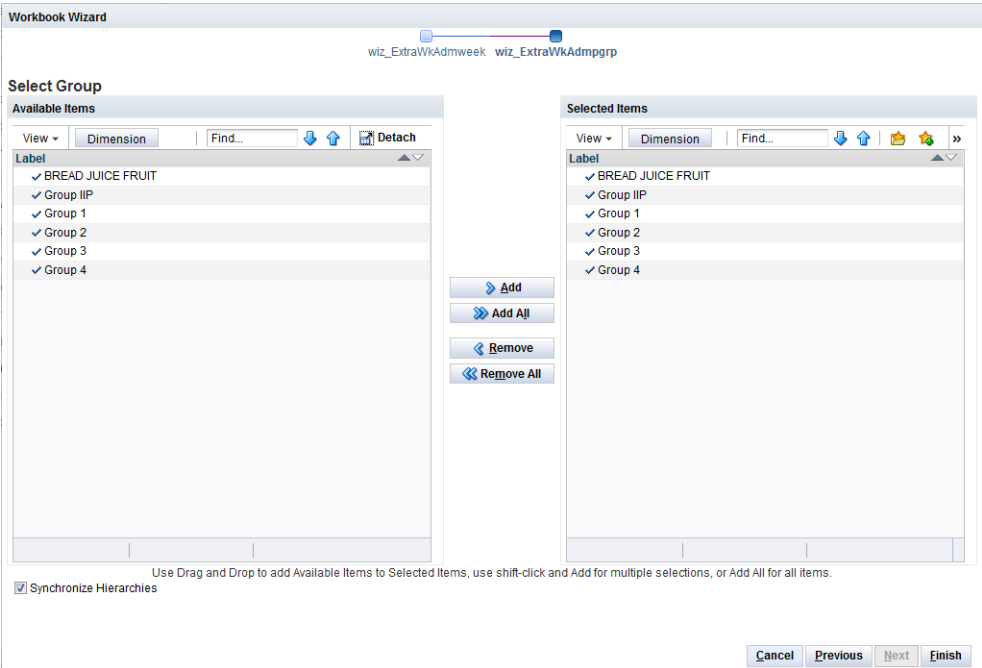 Workbook Wizard
wiz_ExtraWkAdmweek wiz_ExtraWkAdmpgrp
Select Group
Available Items
View Dimension Find... Detach
Label
BREAD JUICE FRUIT
Group IIP
Group 1
Group 2
Group 3
Group 4
Add
Add All
Remove
Remove All
Selected Items
View Dimension Find... »
Label
BREAD JUICE FRUIT
Group IIP
Group 1
Group 2
Group 3
Group 4
Use Drag and Drop to add Available Items to Selected Items, use shift-click and Add for multiple selections, or Add All for all items.
Synchronize Hierarchies
Cancel Previous Next Finish